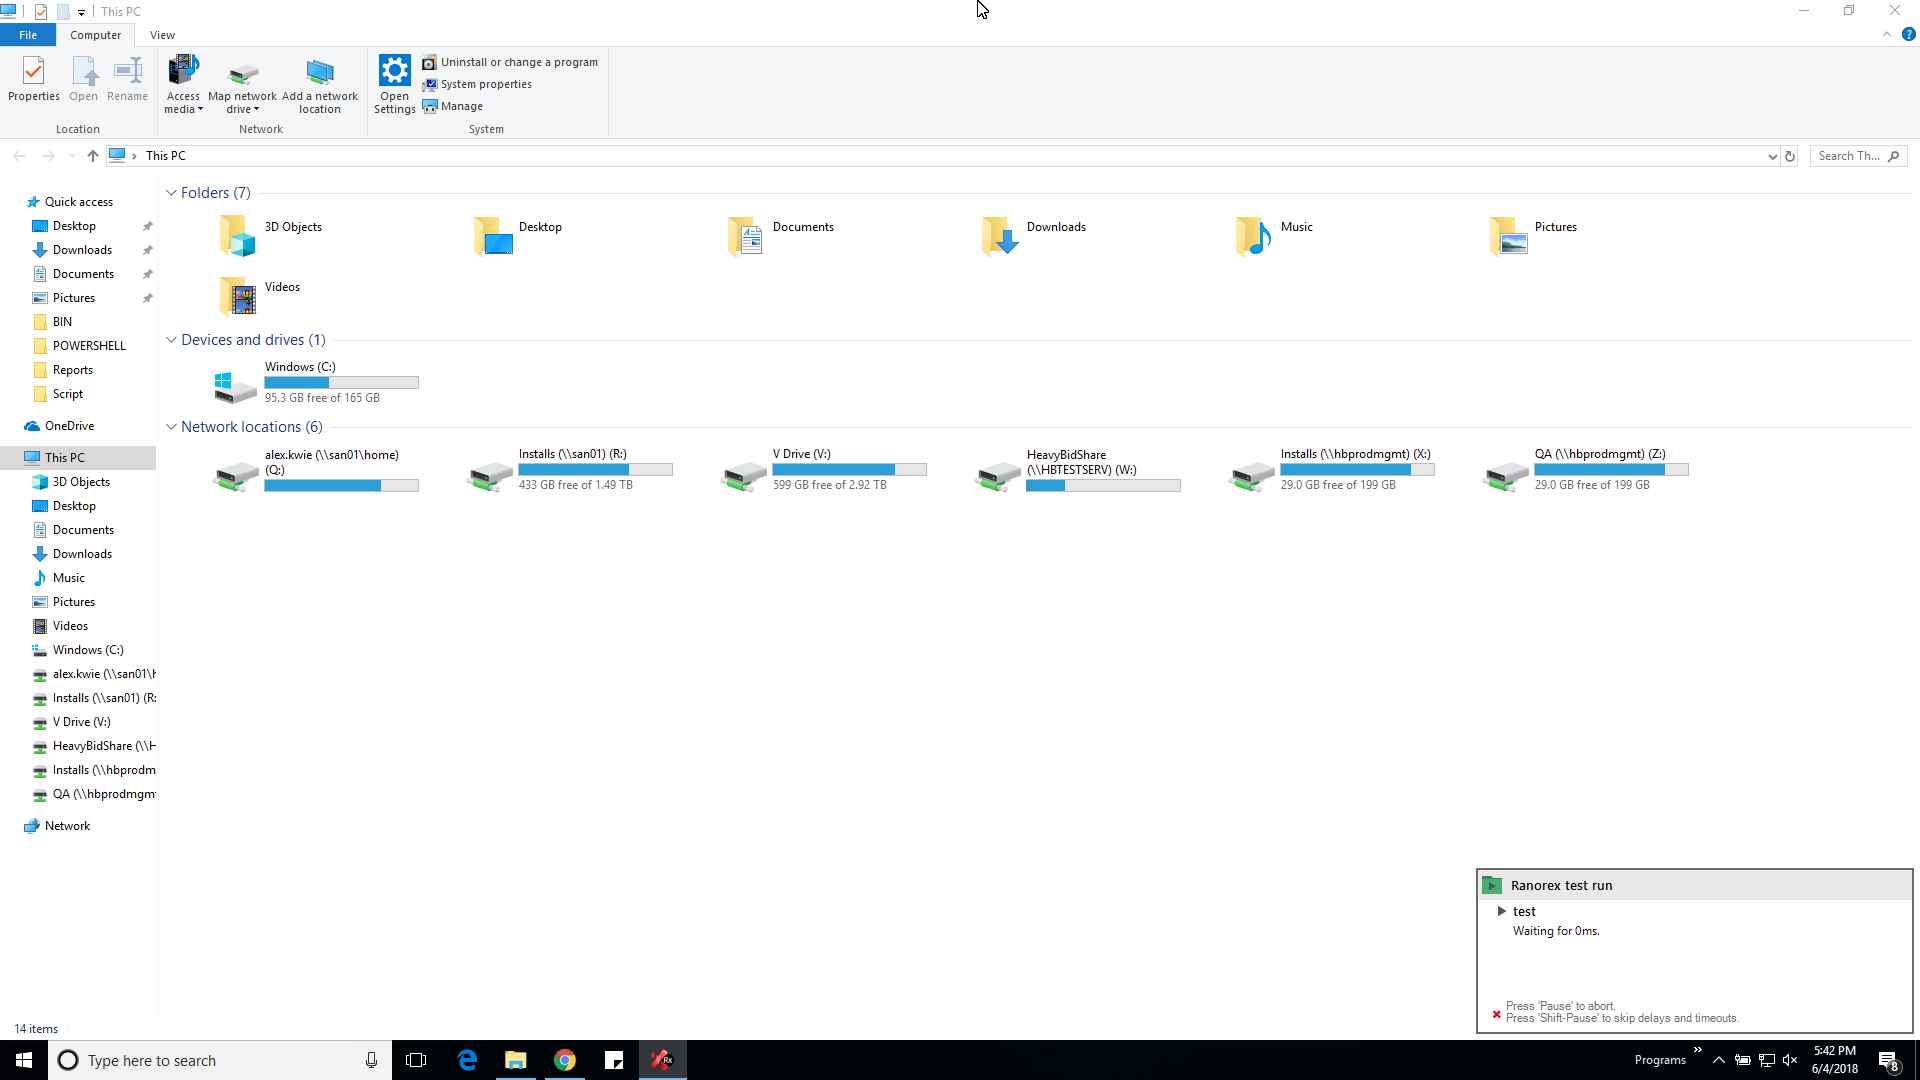 This PC
File
Computer
View
Properties
Open
Rename
Access
media
Map network
drive
Add a network
location
Open
Settings
Uninstall or change a program
System properties
Manage
Location
Network
System
This PC
Search Th...
Quick access
Desktop
Downloads
Documents
Pictures
BIN
POWERSHELL
Reports
Script
OneDrive
This PC
3D Objects
Desktop
Documents
Downloads
Music
Pictures
Videos
Windows (C:)
alex.kwie (\\san01\h
Installs (\\san01) (R:
V Drive (V:)
HeavyBidShare (\\H
Installs (\\hbprodm
QA (\\hbprodmgmt
Network
Folders (7)
3D Objects
Desktop
Documents
Downloads
Music
Pictures
Videos
Devices and drives (1)
Windows (C:)
95.3 GB free of 165 GB
Network locations (6)
alex.kwie (\\san01\home)
(Q:)
Installs (\\san01) (R:)
433 GB free of 1.49 TB
V Drive (V:)
599 GB free of 2.92 TB
HeavyBidShare
(\\HBTESTSERV) (W:)
Installs (\\hbprodmgmt) (X:)
29.0 GB free of 199 GB
QA (\\hbprodmgmt) (Z:)
29.0 GB free of 199 GB
Ranorex test run
test
Waiting for 0ms.
Press 'Pause' to abort.
Press 'Shift-Pause' to skip delays and timeouts.
14 items
Type here to search
Rx
Programs
5:42 PM
6/4/2018
8